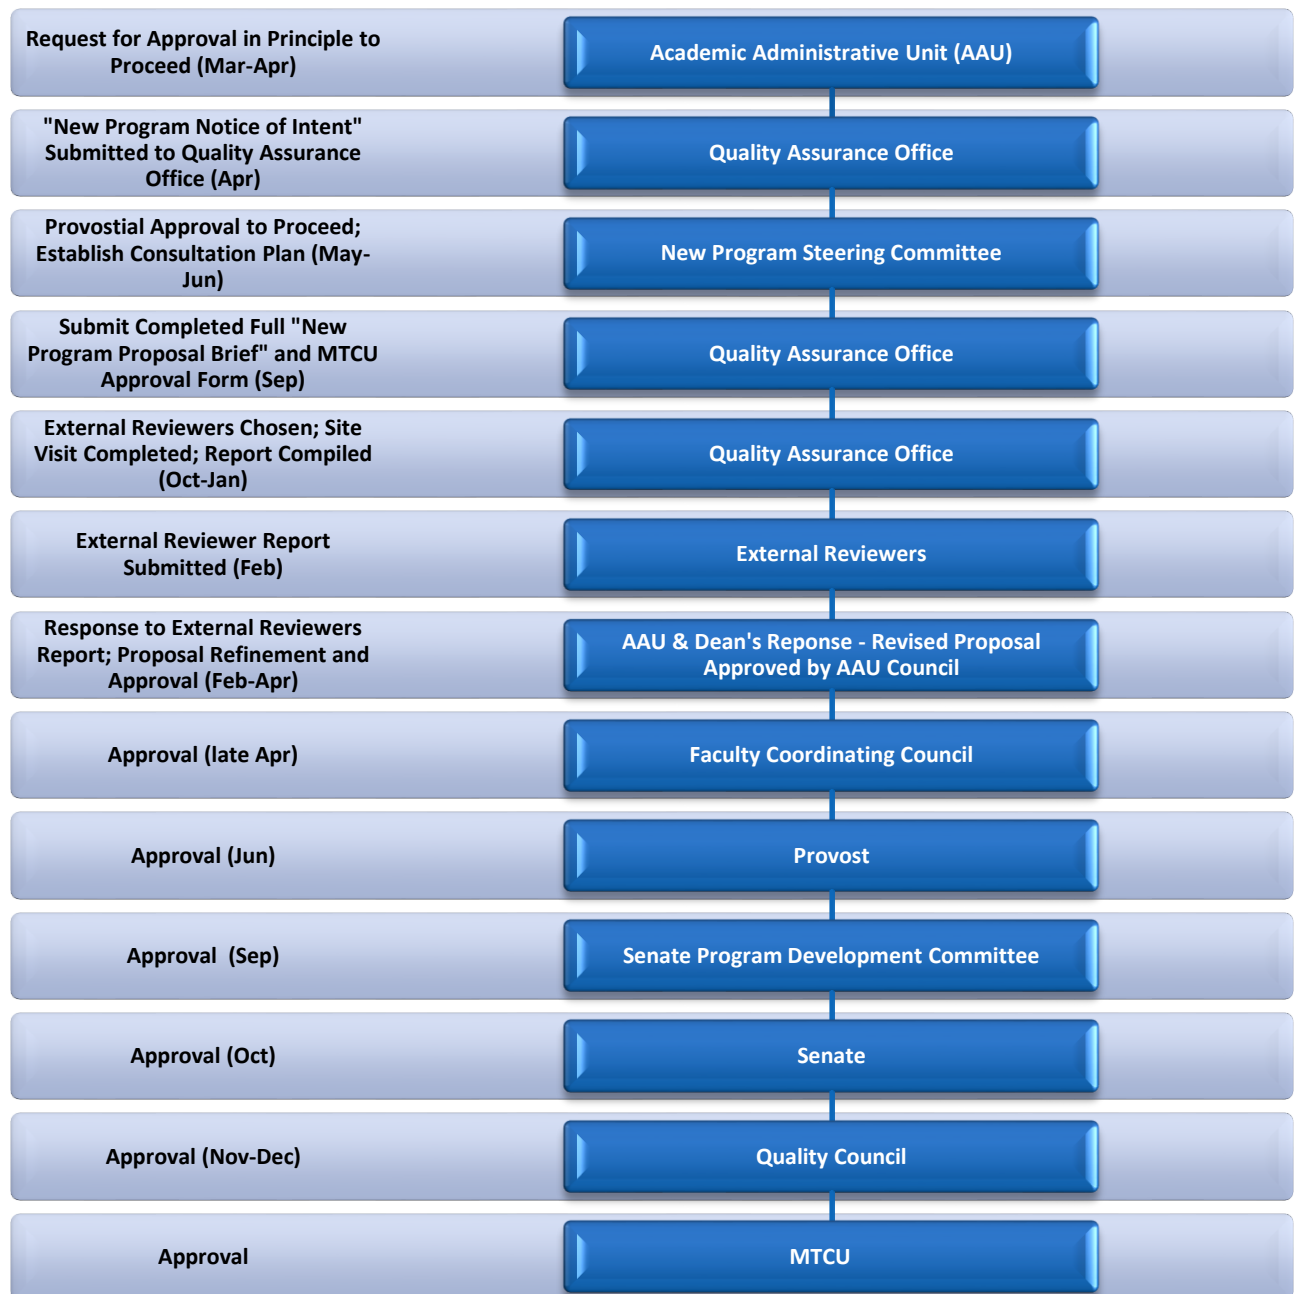 Request for Approval in Principle to
Proceed (Mar-Apr)
Academic Administrative Unit (AAU)
"New Program Notice of Intent"
Submitted to Quality Assurance
Office (Apr)
Quality Assurance Office
Provostial Approval to Proceed;
Establish Consultation Plan (May-
Jun)
New Program Steering Committee
Submit Completed Full "New
Program Proposal Brief" and MTCU
Approval Form (Sep)
Quality Assurance Office
External Reviewers Chosen; Site
Visit Completed; Report Compiled
(Oct-Jan)
Quality Assurance Office
External Reviewer Report
Submitted (Feb)
External Reviewers
Response to External Reviewers
Report; Proposal Refinement and
Approval (Feb-Apr)
AAU & Dean's Reponse - Revised Proposal
Approved by AAU Council
Approval (late Apr)
Faculty Coordinating Council
Approval (Jun)
Provost
Approval  (Sep)
Senate Program Development Committee
Approval (Oct)
Senate
Approval (Nov-Dec)
Quality Council
Approval
MTCU